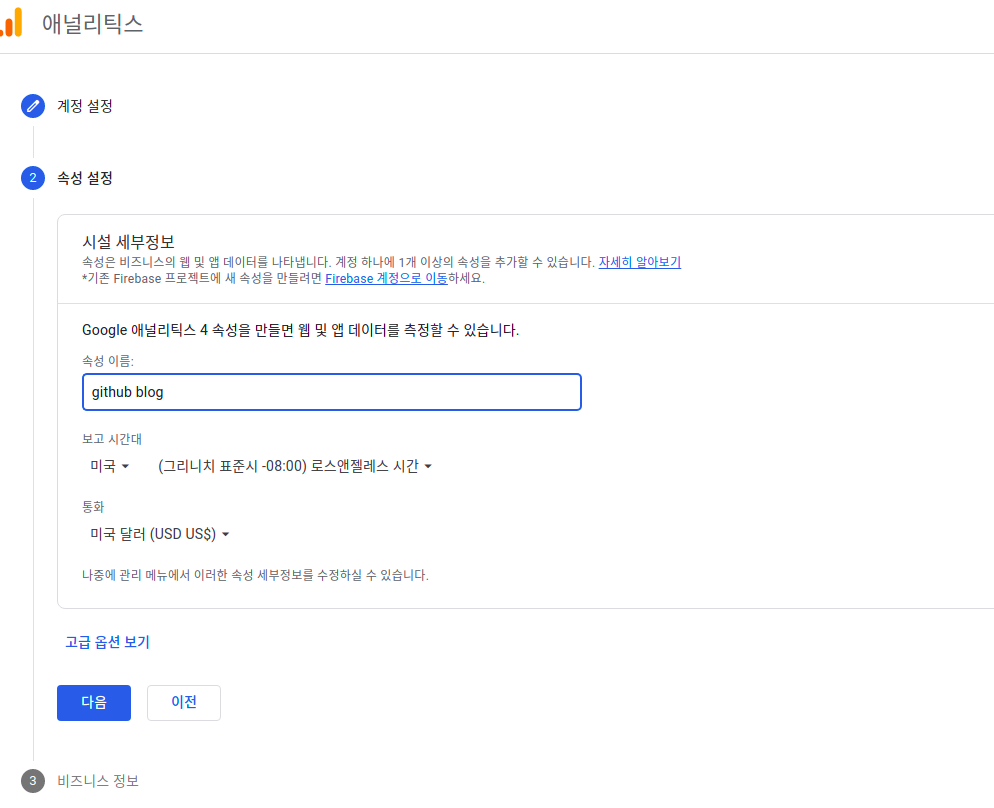 애널리틱스
계정 설정
2 속성 설정
시설 세부정보
속성은 비즈니스의 웹 및 앱 데이터를 나타냅니다. 계정 하나에 1개 이상의 속성을 추가할 수 있습니다. 자세히 알아보기
*기존 Firebase 프로젝트에 새 속성을 만들려면 Firebase 계정으로 이동하세요.
Google 애널리틱스 4 속성을 만들면 웹 및 앱 데이터를 측정할 수 있습니다.
속성 이름:
github blog
보고 시간대
미국 (그리니치 표준시 -08:00) 로스앤젤레스 시간
통화
미국 달러 (USD US$)
나중에 관리 메뉴에서 이러한 속성 세부정보를 수정하실 수 있습니다.
고급 옵션 보기
다음 이전
3 비즈니스 정보